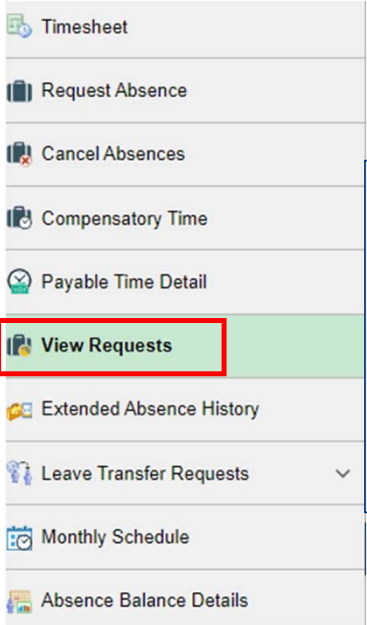 Timesheet
Request Absence
Cancel Absences
Compensatory Time
Payable Time Detail
View Requests
Extended Absence History
Leave Transfer Requests
Monthly Schedule
Absence Balance Details